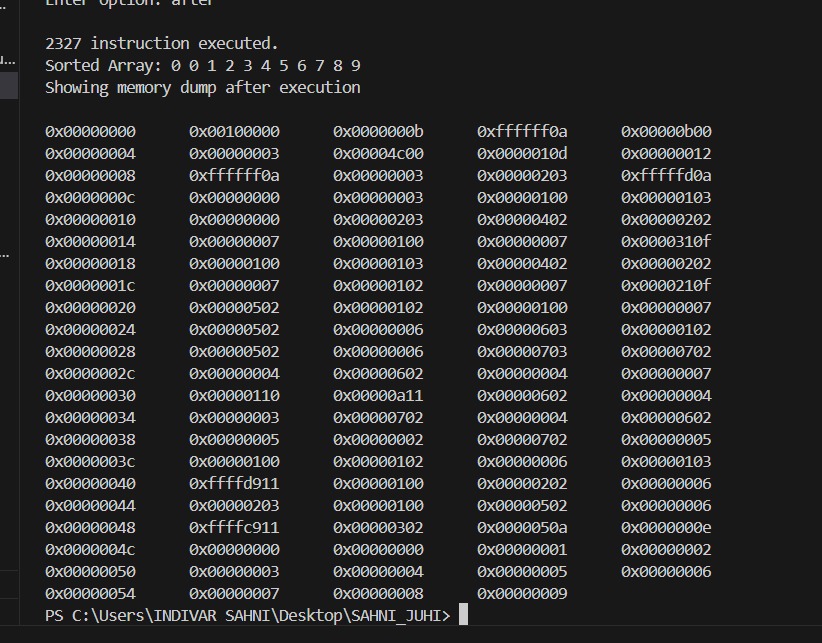 Enter option: after
2327 instruction executed.
Sorted Array: 0 0 1 2 3 4 5 6 7 8 9
Showing memory dump after execution
0x00000000 0x00100000 0x0000000b 0xffffff0a 0x00000b00
0x00000004 0x00000003 0x00004c00 0x0000010d 0x00000012
0x00000008 0xffffff0a 0x00000003 0x00000203 0xfffffd0a
0x0000000c 0x00000000 0x00000003 0x00000100 0x00000103
0x00000010 0x00000000 0x00000203 0x00000402 0x00000202
0x00000014 0x00000007 0x00000100 0x00000007 0x0000310f
0x00000018 0x00000100 0x00000103 0x00000402 0x00000202
0x0000001c 0x00000007 0x00000102 0x00000007 0x0000210f
0x00000020 0x00000502 0x00000102 0x00000100 0x00000007
0x00000024 0x00000502 0x00000006 0x00000603 0x00000102
0x00000028 0x00000502 0x00000006 0x00000703 0x00000702
0x0000002c 0x00000004 0x00000602 0x00000004 0x00000007
0x00000030 0x00000110 0x00000a11 0x00000602 0x00000004
0x00000034 0x00000003 0x00000702 0x00000004 0x00000602
0x00000038 0x00000005 0x00000002 0x00000702 0x00000005
0x0000003c 0x00000100 0x00000102 0x00000006 0x00000103
0x00000040 0xffffd911 0x00000100 0x00000202 0x00000006
0x00000044 0x00000203 0x00000100 0x00000502 0x00000006
0x00000048 0xffffc911 0x00000302 0x0000050a 0x0000000e
0x0000004c 0x00000000 0x00000000 0x00000001 0x00000002
0x00000050 0x00000003 0x00000004 0x00000005 0x00000006
0x00000054 0x00000007 0x00000008 0x00000009
PS C:\Users\INDIVAR SAHNI\Desktop\SAHNI_JUHI>